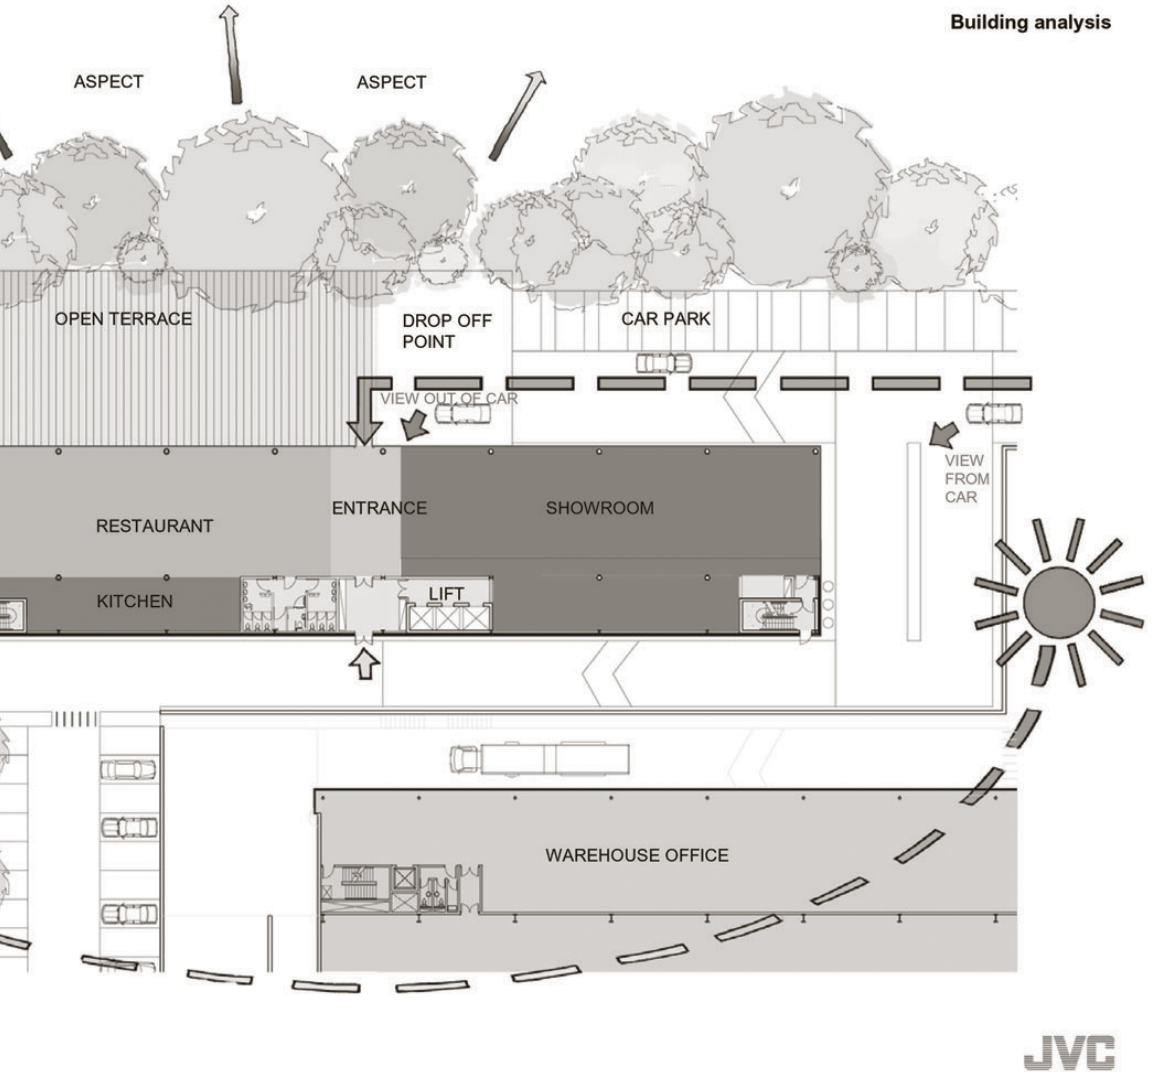 Building analysis
ASPECT
ASPECT
OPEN TERRACE
DROP OFF
POINT
CAR PARK
VIEW OUT OF CAR
VIEW
FROM
CAR
RESTAURANT
ENTRANCE
SHOWROOM
KITCHEN
LIFT
WAREHOUSE OFFICE
JVC